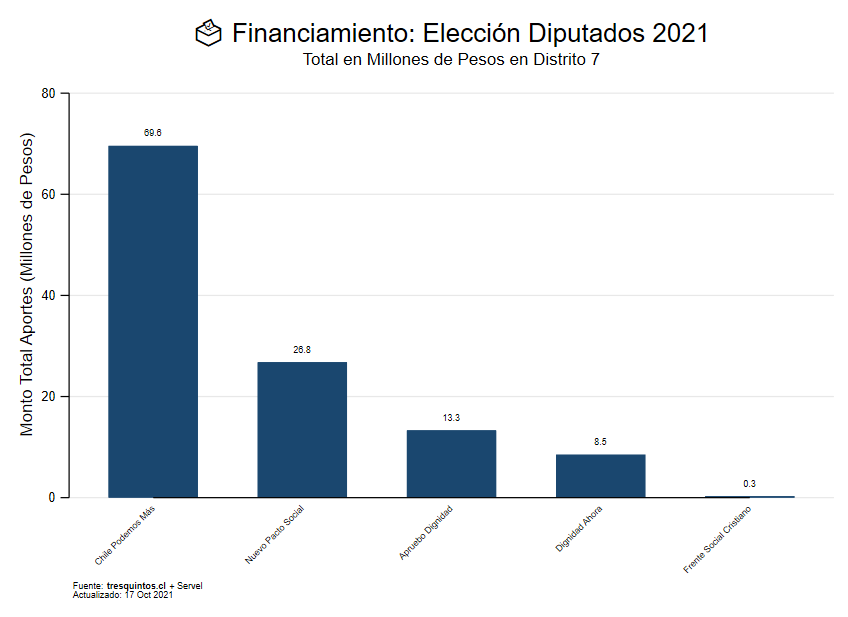 Financiamiento: Elección Diputados 2021
Total en Millones de Pesos en Distrito 7
Monto Total Aportes (Millones de Pesos)
80
60
40
20
0
69.6
26.8
13.3
8.5
0.3
Chile Podemos Más
Nuevo Pacto Social
Apruebo Dignidad
Dignidad Ahora
Frente Social Cristiano
Fuente: tresquintos.cl + Servel
Actualizado: 17 Oct 2021